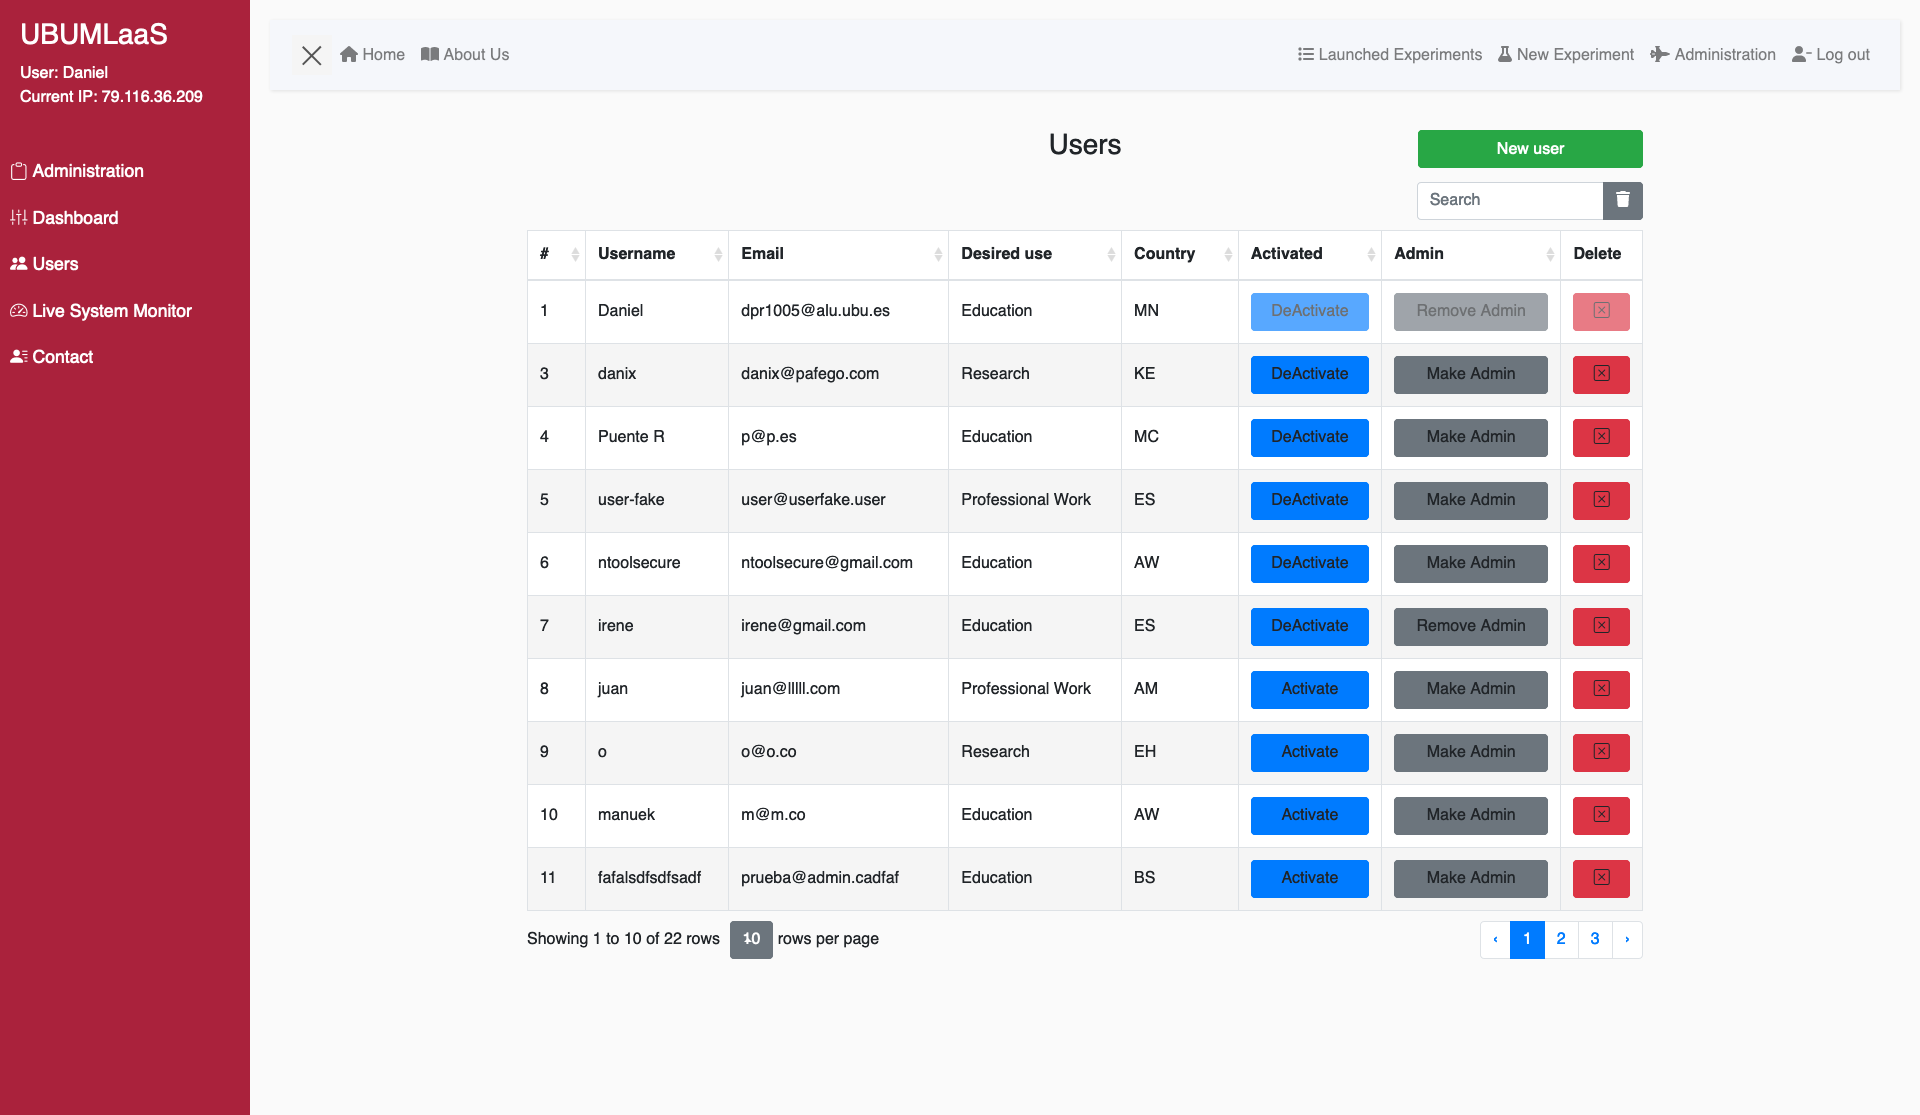 UBUMLaaS
User: Daniel
Current IP: 79.116.36.209
Administration
Dashboard
Users
Live System Monitor
Contact
Home About Us Launched Experiments New Experiment Administration Log out
Users
New user
Search
# Username Email Desired use Country Activated Admin Delete
1 Daniel dpr1005@alu.ubu.es Education MN DeActivate Remove Admin
3 danix danix@pafego.com Research KE DeActivate Make Admin
4 Puente R p@p.es Education MC DeActivate Make Admin
5 user-fake user@userfake.user Professional Work ES DeActivate Make Admin
6 ntoolsecure ntoolsecure@gmail.com Education AW DeActivate Make Admin
7 irene irene@gmail.com Education ES DeActivate Remove Admin
8 juan juan@lllll.com Professional Work AM Activate Make Admin
9 o o@o.co Research EH Activate Make Admin
10 manuek m@m.co Education AW Activate Make Admin
11 fafalsdfsdfsadf prueba@admin.cadfaf Education BS Activate Make Admin
Showing 1 to 10 of 22 rows 10 rows per page ‹ 1 2 3 ›